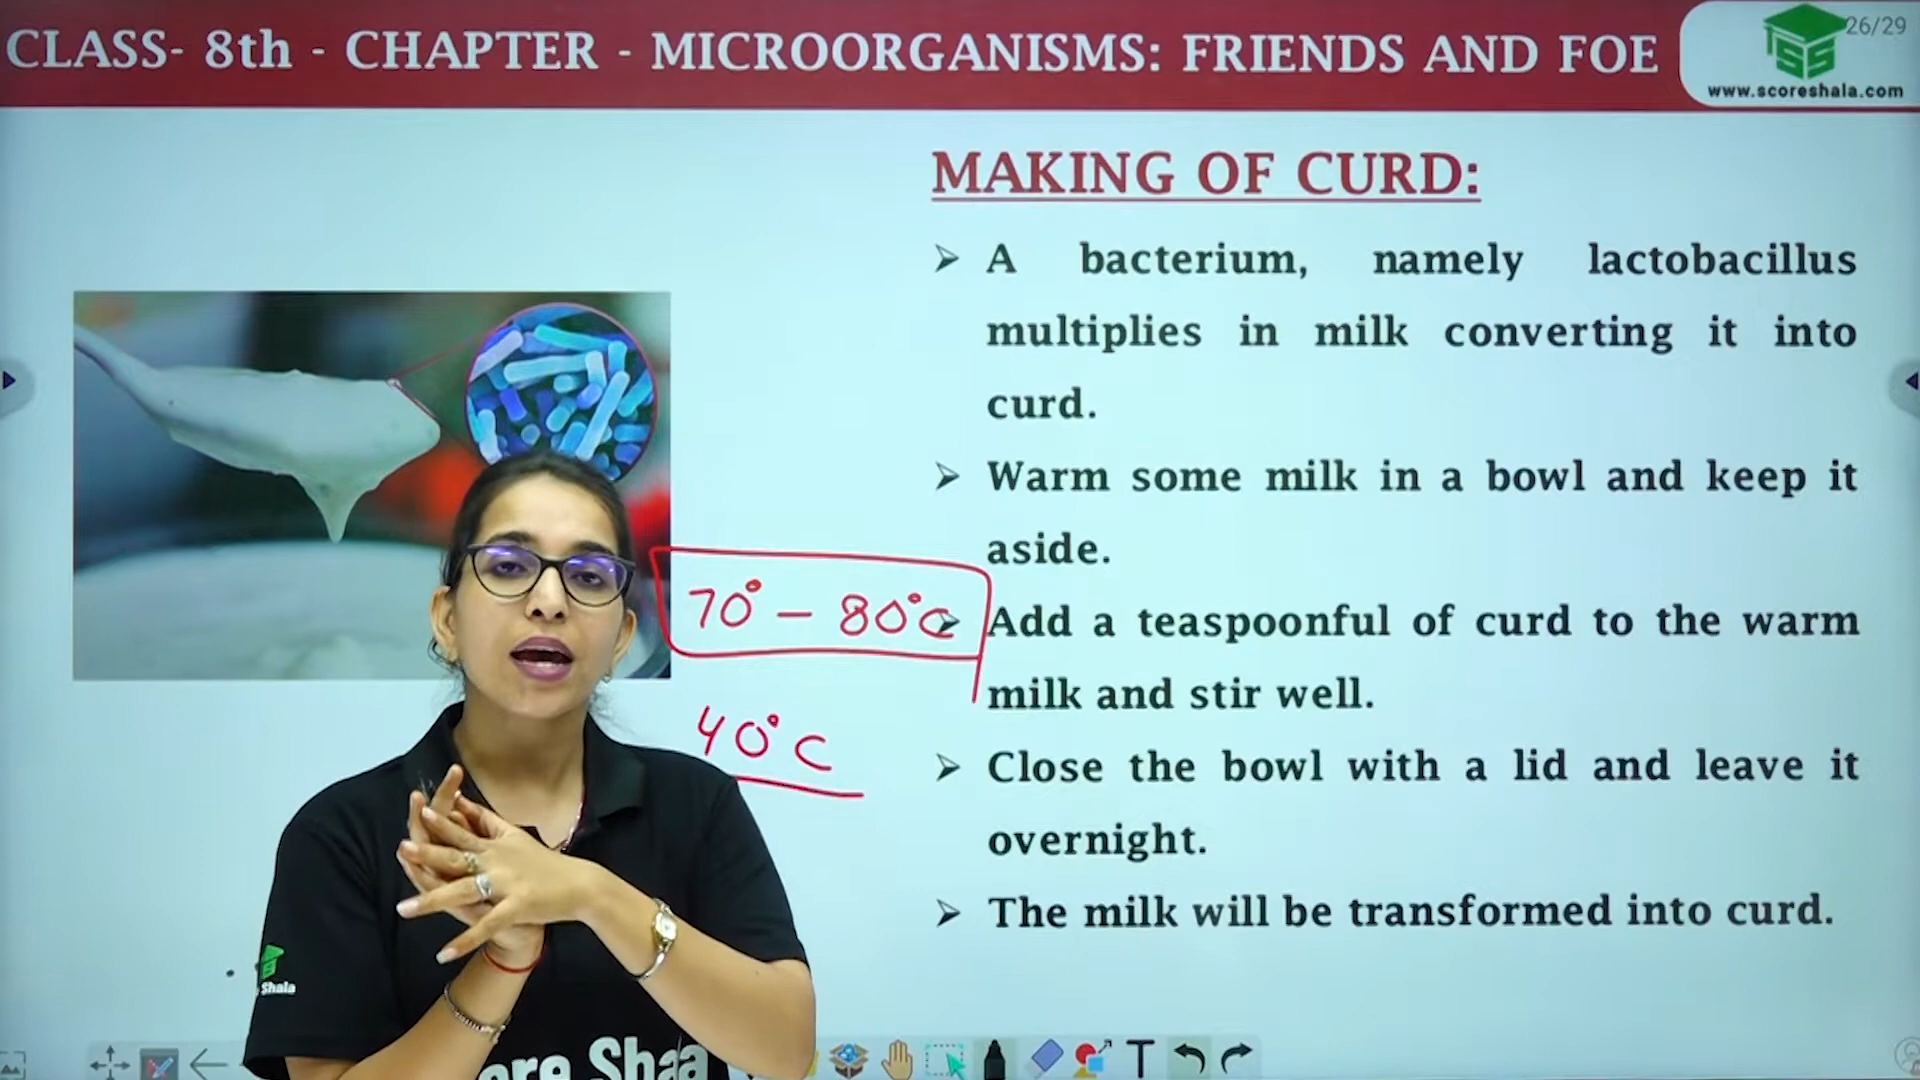 CLASS- 8th - CHAPTER - MICROORGANISMS: FRIENDS AND FOE
26/29
www.scoreshala.com
MAKING OF CURD:
➢ A bacterium, namely lactobacillus
multiplies in milk converting it into
curd.
➢ Warm some milk in a bowl and keep it
aside.
➢ Add a teaspoonful of curd to the warm
milk and stir well.
➢ Close the bowl with a lid and leave it
overnight.
➢ The milk will be transformed into curd.
70° – 80°C
40°C
Shala
ore Shaa
T